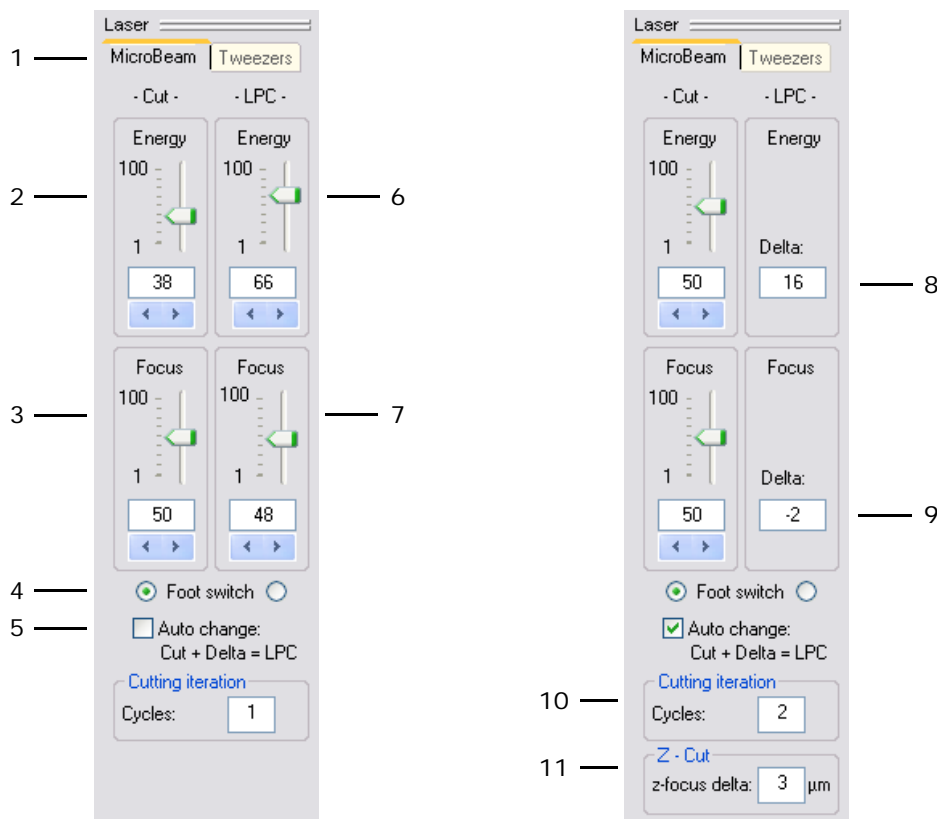 Laser
MicroBeam Tweezers
- Cut - - LPC -
Energy Energy
100 100
1 1
38 66
Focus Focus
100 100
1 1
50 48
Foot switch
Auto change:
Cut + Delta = LPC
Cutting iteration
Cycles: 1
1
2
3
4
5
6
7
Laser
MicroBeam Tweezers
- Cut - - LPC -
Energy Energy
100
1 Delta:
50 16
Focus Focus
100
1 Delta:
50 -2
Foot switch
Auto change:
Cut + Delta = LPC
Cutting iteration
Cycles: 2
Z - Cut
z-focus delta: 3 µm
8
9
10
11